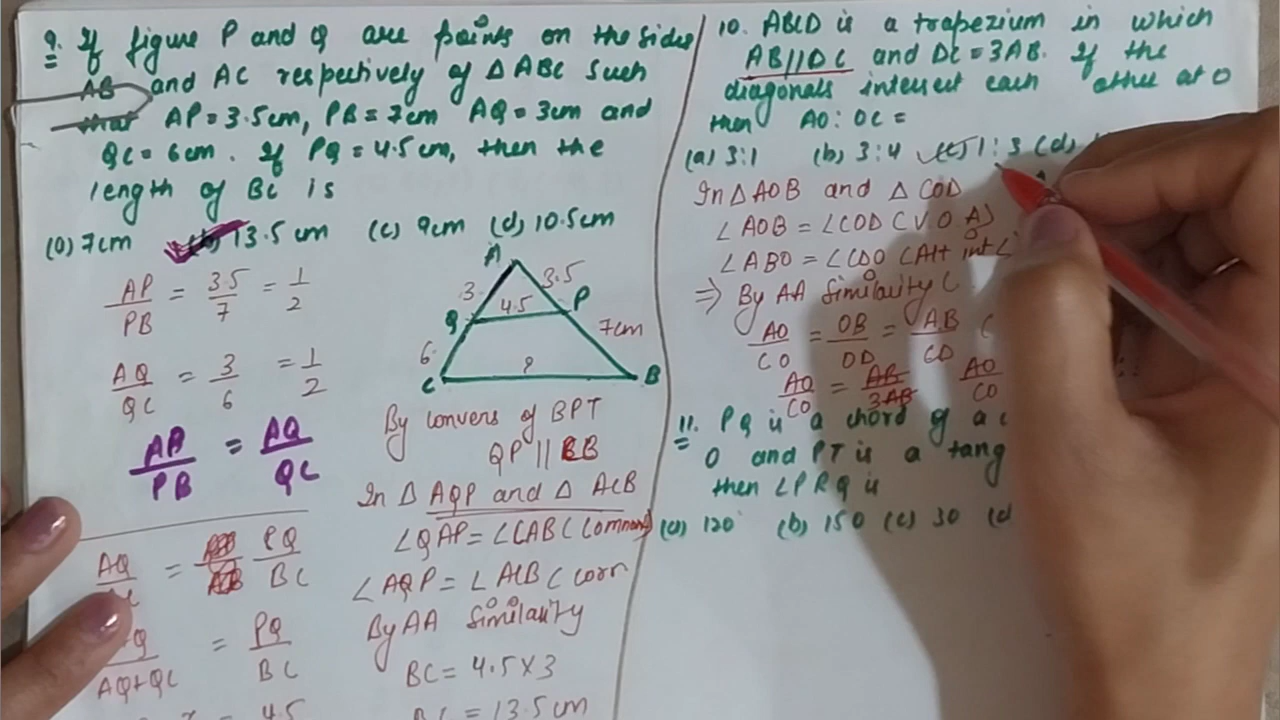 9. If figure P and Q are points on the sides
AB and AC respectively of △ABC such
that AP=3.5cm, PB=7cm AQ=3cm and
QC=6cm. If PQ=4.5cm, then the
length of BC is
(a) 7cm (b) 13.5cm (c) 9cm (d) 10.5cm
AP/PB = 3.5/7 = 1/2
AQ/QC = 3/6 = 1/2
AP/PB = AQ/QC
A
3
3.5
4.5
Q
P
7cm
6
?
C
B
By convers of BPT
QP || CB
In △ AQP and △ ACB
∠QAP=∠CAB (common)
∠AQP=∠ACB (corr
By AA Similarity
BC=4.5×3
BC=13.5cm
AQ = PQ/BC
AQ+QC = PQ/BC
= 4.5
10. ABCD is a trapezium in which
AB||DC and DC=3AB. If the
diagonals intersect each other at O
then AO:OC=
(a) 3:1 (b) 3:4 (c) 1:3 (d)
In △AOB and △COD
∠AOB=∠COD (V O A)
∠ABO=∠CDO (Alt int∠
⇒ By AA Similarity C
AO/CO = OB/OD = AB/CD (
AO/CO = AB/3AB AO/CO
11. PQ is a chord of a c
O and PT is a tang
then ∠PRQ is
(a) 120 (b) 150 (c) 30 (d